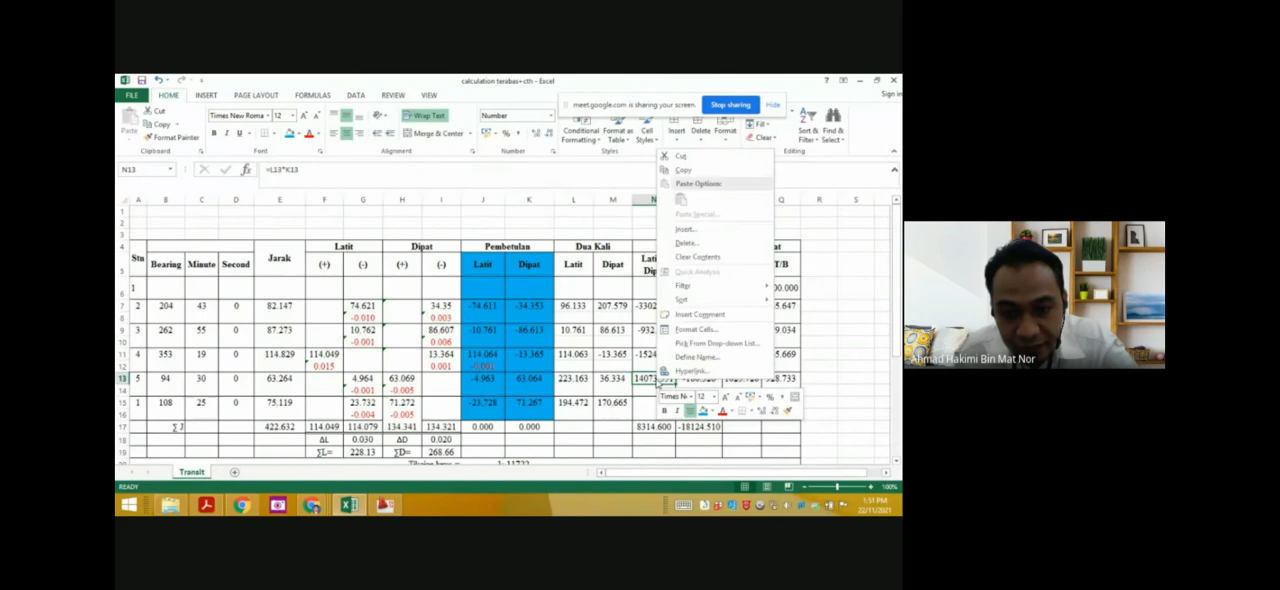 calculation terabas+cth - Excel
FILE HOME INSERT PAGE LAYOUT FORMULAS DATA REVIEW VIEW
Sign in
meet.google.com is sharing your screen. Stop sharing Hide
Cut
Copy
Format Painter
Paste
Times New Roma 12
Wrap Text
Merge & Center
Number
Conditional Formatting
Format as Table
Cell Styles
Insert Delete Format
Fill
Clear
Sort & Filter
Find & Select
Clipboard Font Alignment Number Styles Editing
N13 =L13*K13
A B C D E F G H I J K L M N Q R S
Stn Bearing Minute Second Jarak Latit Dipat Pembetulan Dua Kali
(+) (-) (+) (-) Latit Dipat Latit Dipat T/B
1 00.000
2 204 43 0 82.147 74.621 34.35 -74.611 -34.353 96.133 207.579 -3302 5.647
-0.010 0.003
3 262 55 0 87.273 10.762 86.607 -10.761 -86.613 10.761 86.613 -932. 9.034
-0.001 0.006
4 353 19 0 114.829 114.049 13.364 114.064 -13.365 114.063 -13.365 -1524 5.669
0.015 0.001 -0.001
5 94 30 0 63.264 4.964 63.069 -4.963 63.064 223.163 36.334 28.733
-0.001 -0.005
1 108 25 0 75.119 23.732 71.272 -23.728 71.267 194.472 170.665
-0.004 -0.005
∑J 422.632 114.049 114.079 134.341 134.321 0.000 0.000 8314.600 -18124.510
ΔL 0.030 ΔD 0.020
∑L= 228.13 ∑D= 268.66
Cut
Copy
Paste Options:
Paste Special...
Insert...
Delete...
Clear Contents
Quick Analysis
Filter
Sort
Insert Comment
Format Cells...
Pick From Drop-down List...
Define Name...
Hyperlink...
Times N 12
Transit
READY
100%
1:51 PM
22/11/2021
Ahmad Hakimi Bin Mat Nor